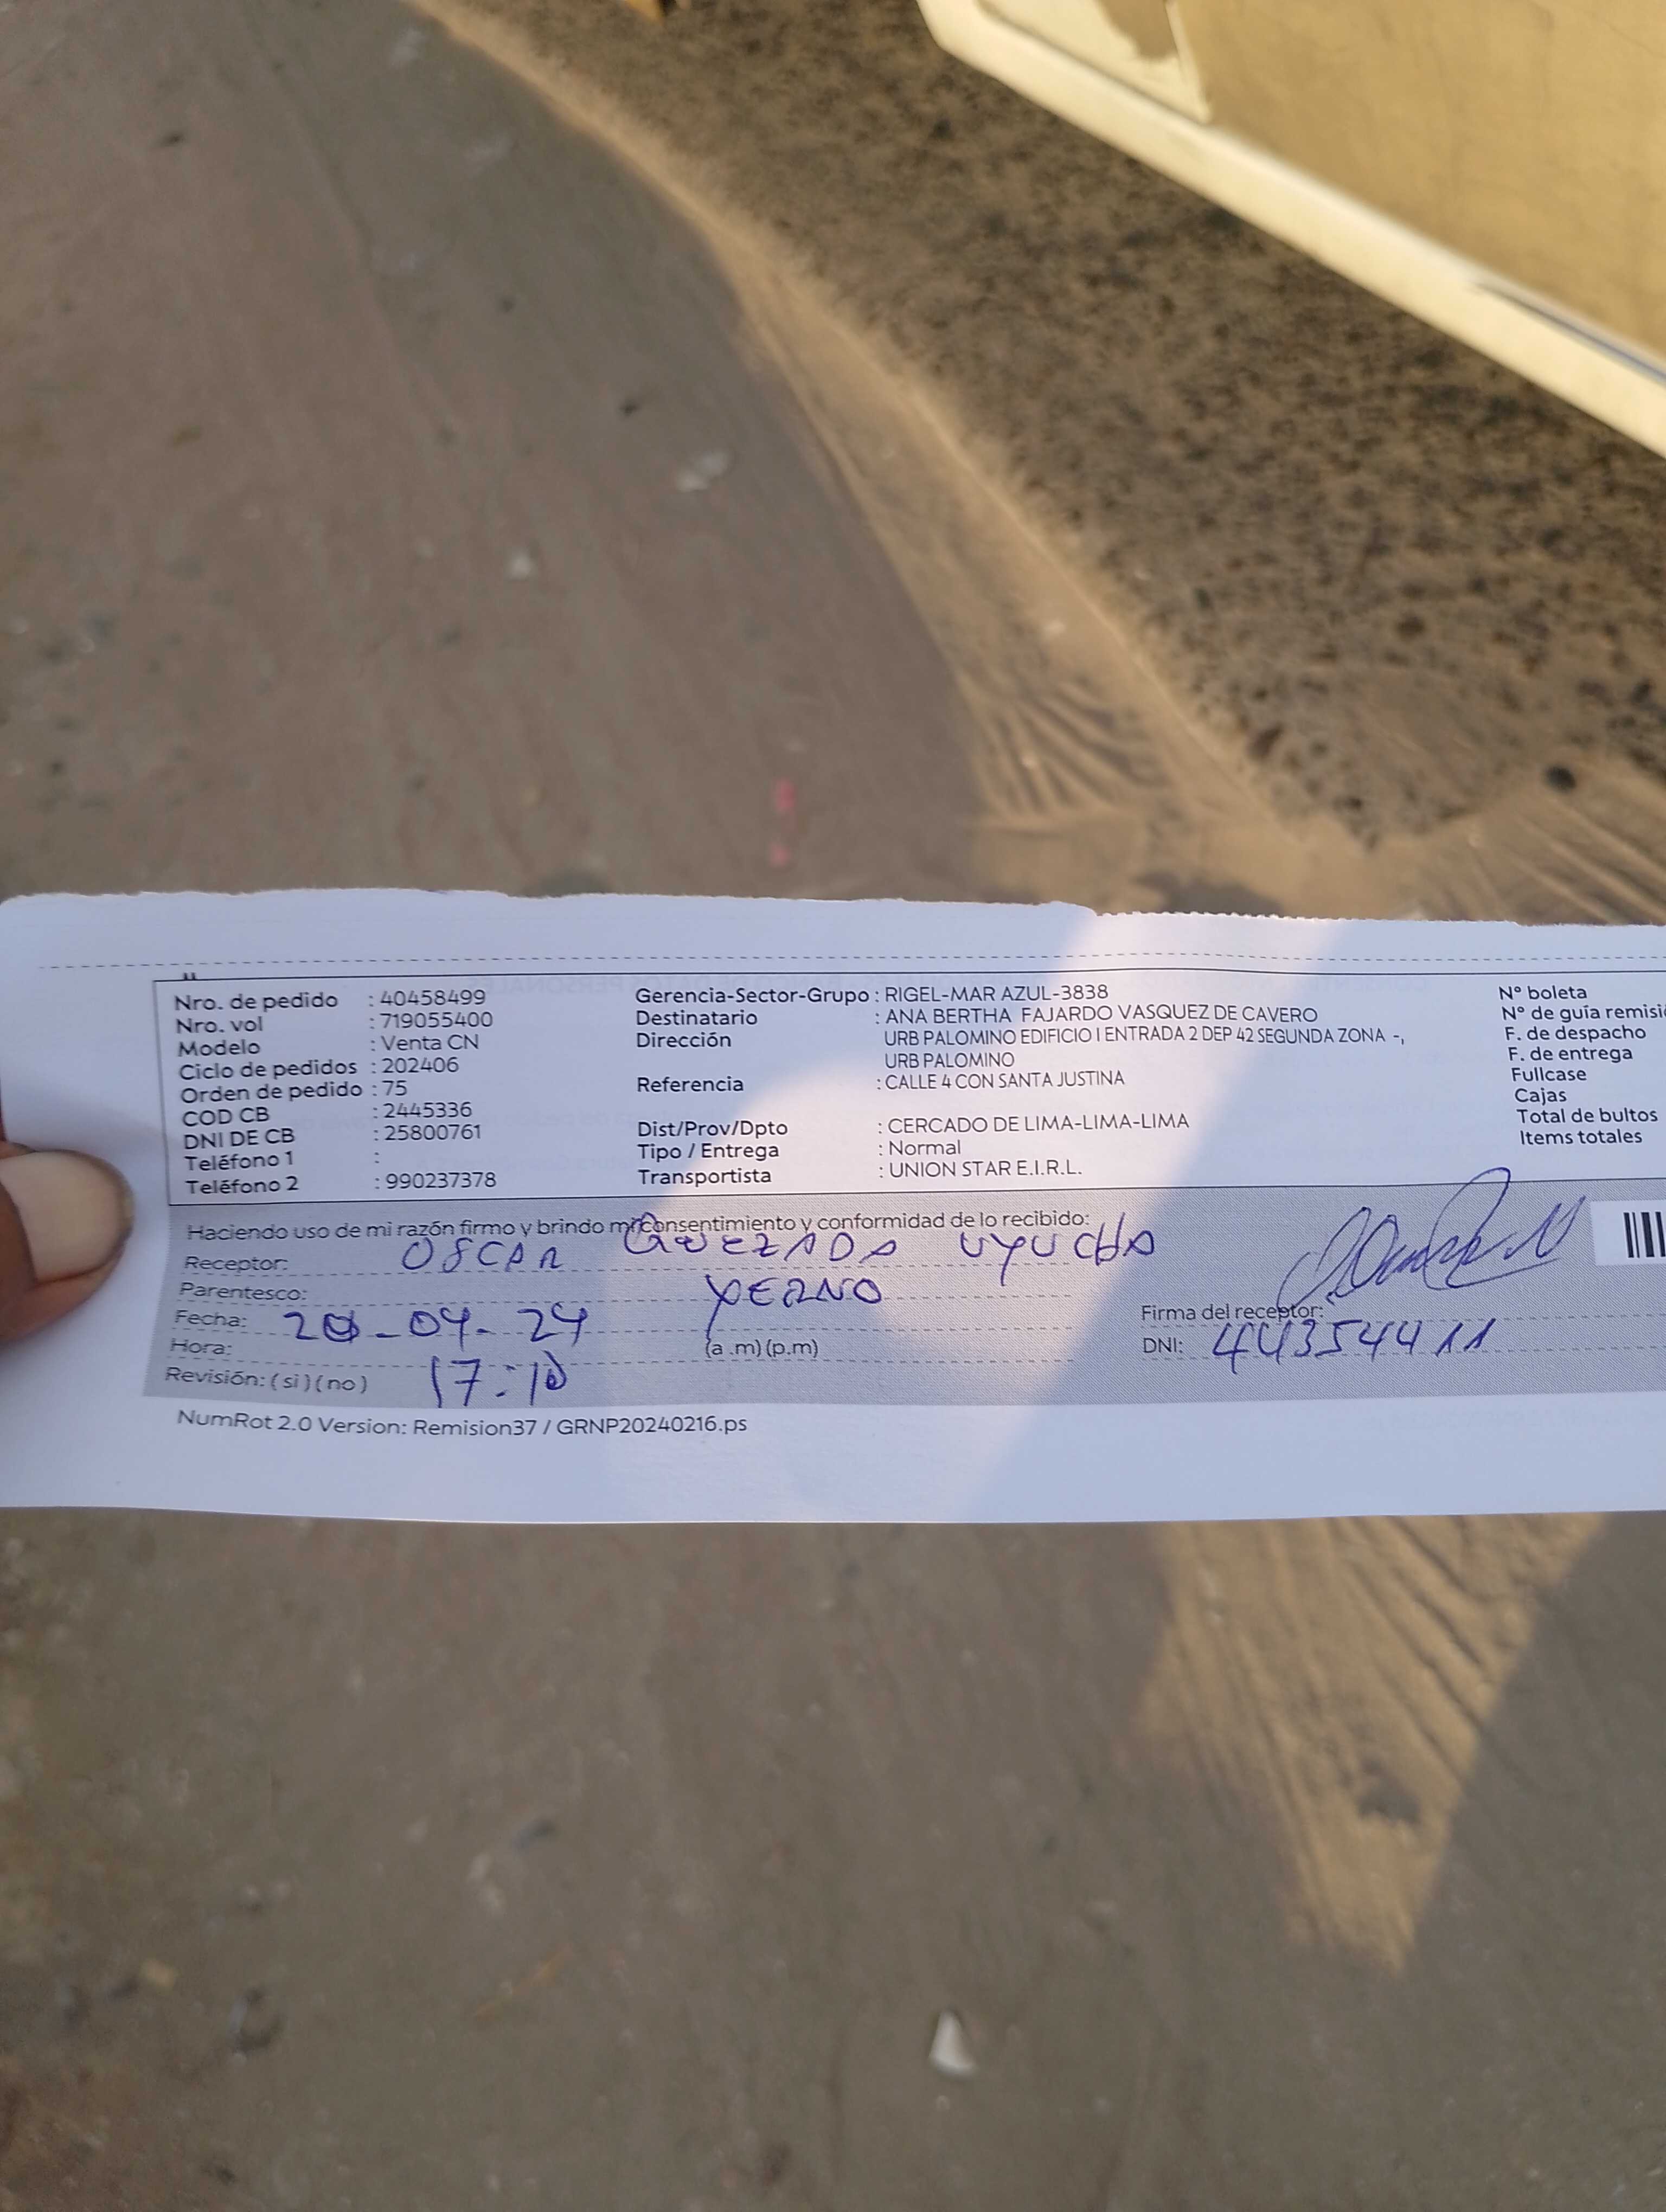 Nro. de pedido : 40458499
Nro. vol : 719055400
Modelo : Venta CN
Ciclo de pedidos : 202406
Orden de pedido : 75
COD CB : 2445336
DNI DE CB : 25800761
Teléfono 1 :
Teléfono 2 : 990237378
Gerencia-Sector-Grupo : RIGEL-MAR AZUL-3838
Destinatario : ANA BERTHA FAJARDO VASQUEZ DE CAVERO
Dirección URB PALOMINO EDIFICIO I ENTRADA 2 DEP 42 SEGUNDA ZONA -,
URB PALOMINO
Referencia : CALLE 4 CON SANTA JUSTINA
Dist/Prov/Dpto : CERCADO DE LIMA-LIMA-LIMA
Tipo / Entrega : Normal
Transportista : UNION STAR E.I.R.L.
N° boleta
N° de guía remisi
F. de despacho
F. de entrega
Fullcase
Cajas
Total de bultos
Items totales
Haciendo uso de mi razón firmo y brindo mi consentimiento y conformidad de lo recibido:
Receptor: OSCAR QUEZADA UYUCHA
Parentesco: YERNO
Fecha: 20-04-24
Hora: 17:10 (a .m) (p.m)
Revisión: ( si ) ( no )
Firma del receptor:
DNI: 443544 11
NumRot 2.0 Version: Remision37 / GRNP20240216.ps